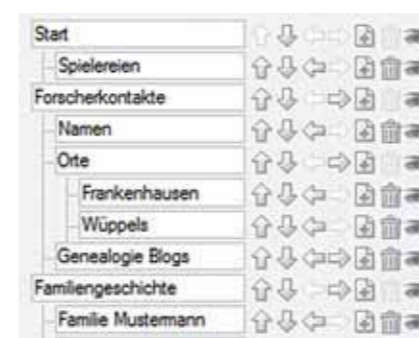 Start
Spielereien
Forscherkontakte
Namen
Orte
Frankenhausen
Wüppels
Genealogie Blogs
Familiengeschichte
Familie Mustermann